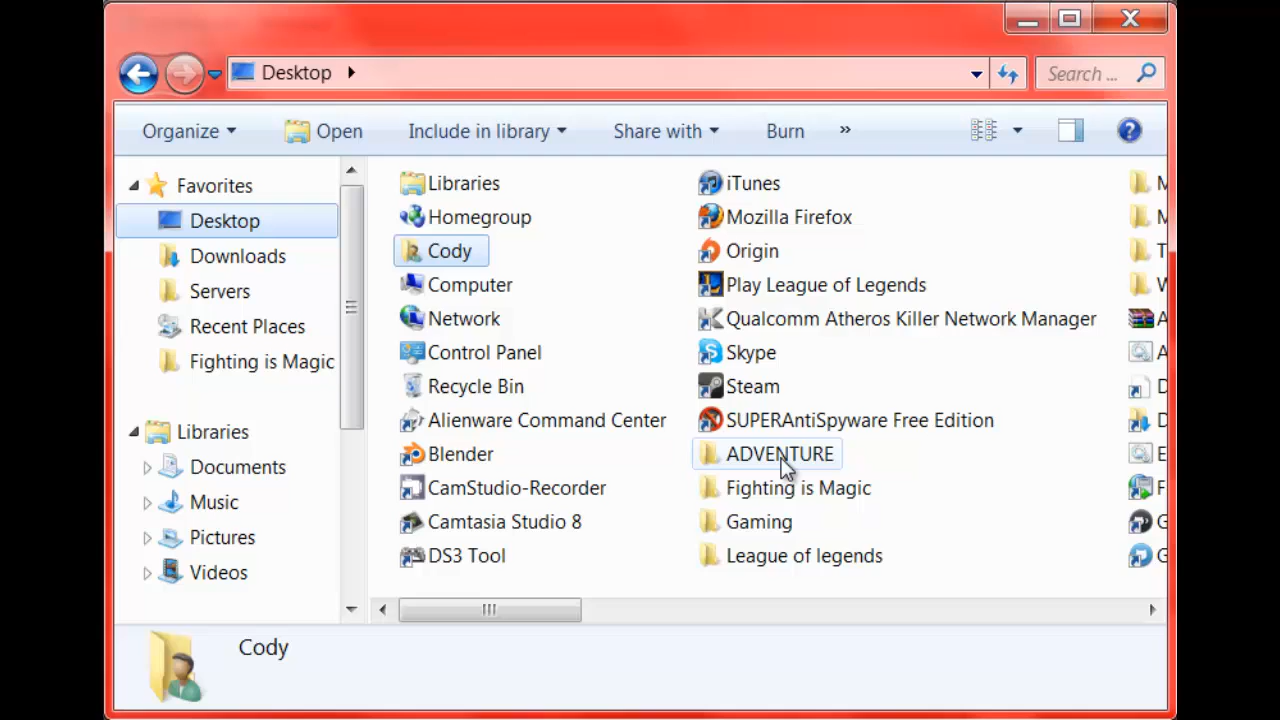 Desktop
Search ...
Organize
Open
Include in library
Share with
Burn
»
Favorites
Desktop
Downloads
Servers
Recent Places
Fighting is Magic
Libraries
Documents
Music
Pictures
Videos
Libraries
Homegroup
Cody
Computer
Network
Control Panel
Recycle Bin
Alienware Command Center
Blender
CamStudio-Recorder
Camtasia Studio 8
DS3 Tool
iTunes
Mozilla Firefox
Origin
Play League of Legends
Qualcomm Atheros Killer Network Manager
Skype
Steam
SUPERAntiSpyware Free Edition
ADVENTURE
Fighting is Magic
Gaming
League of legends
Cody